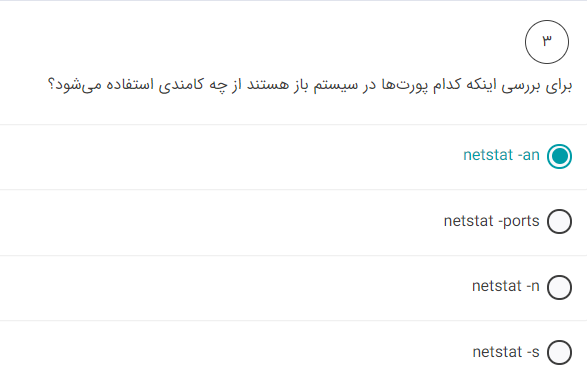 ۳
برای بررسی اینکه کدام پورت‌ها در سیستم باز هستند از چه کامندی استفاده می‌شود؟
netstat -an
netstat -ports
netstat -n
netstat -s